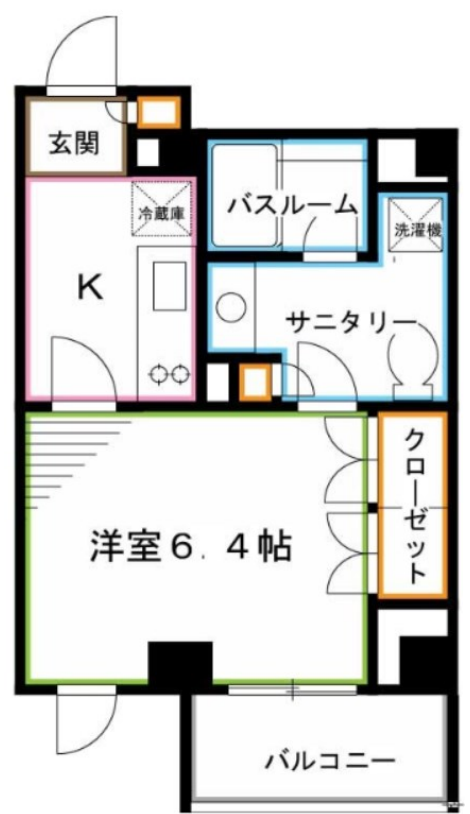 玄関
冷蔵庫
バスルーム
洗濯機
K
サニタリー
クローゼット
洋室6.4帖
バルコニー